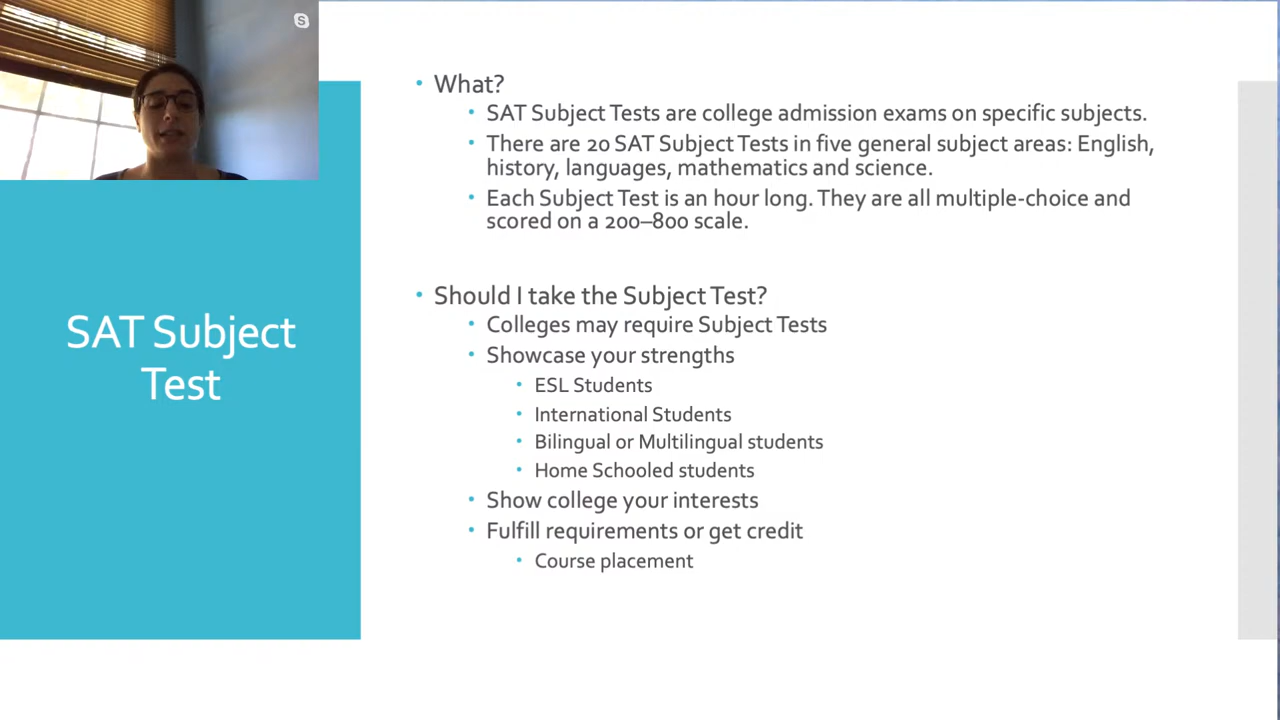 SAT Subject
Test
• What?
• SAT Subject Tests are college admission exams on specific subjects.
• There are 20 SAT Subject Tests in five general subject areas: English,
history, languages, mathematics and science.
• Each Subject Test is an hour long. They are all multiple-choice and
scored on a 200–800 scale.
• Should I take the Subject Test?
• Colleges may require Subject Tests
• Showcase your strengths
• ESL Students
• International Students
• Bilingual or Multilingual students
• Home Schooled students
• Show college your interests
• Fulfill requirements or get credit
• Course placement